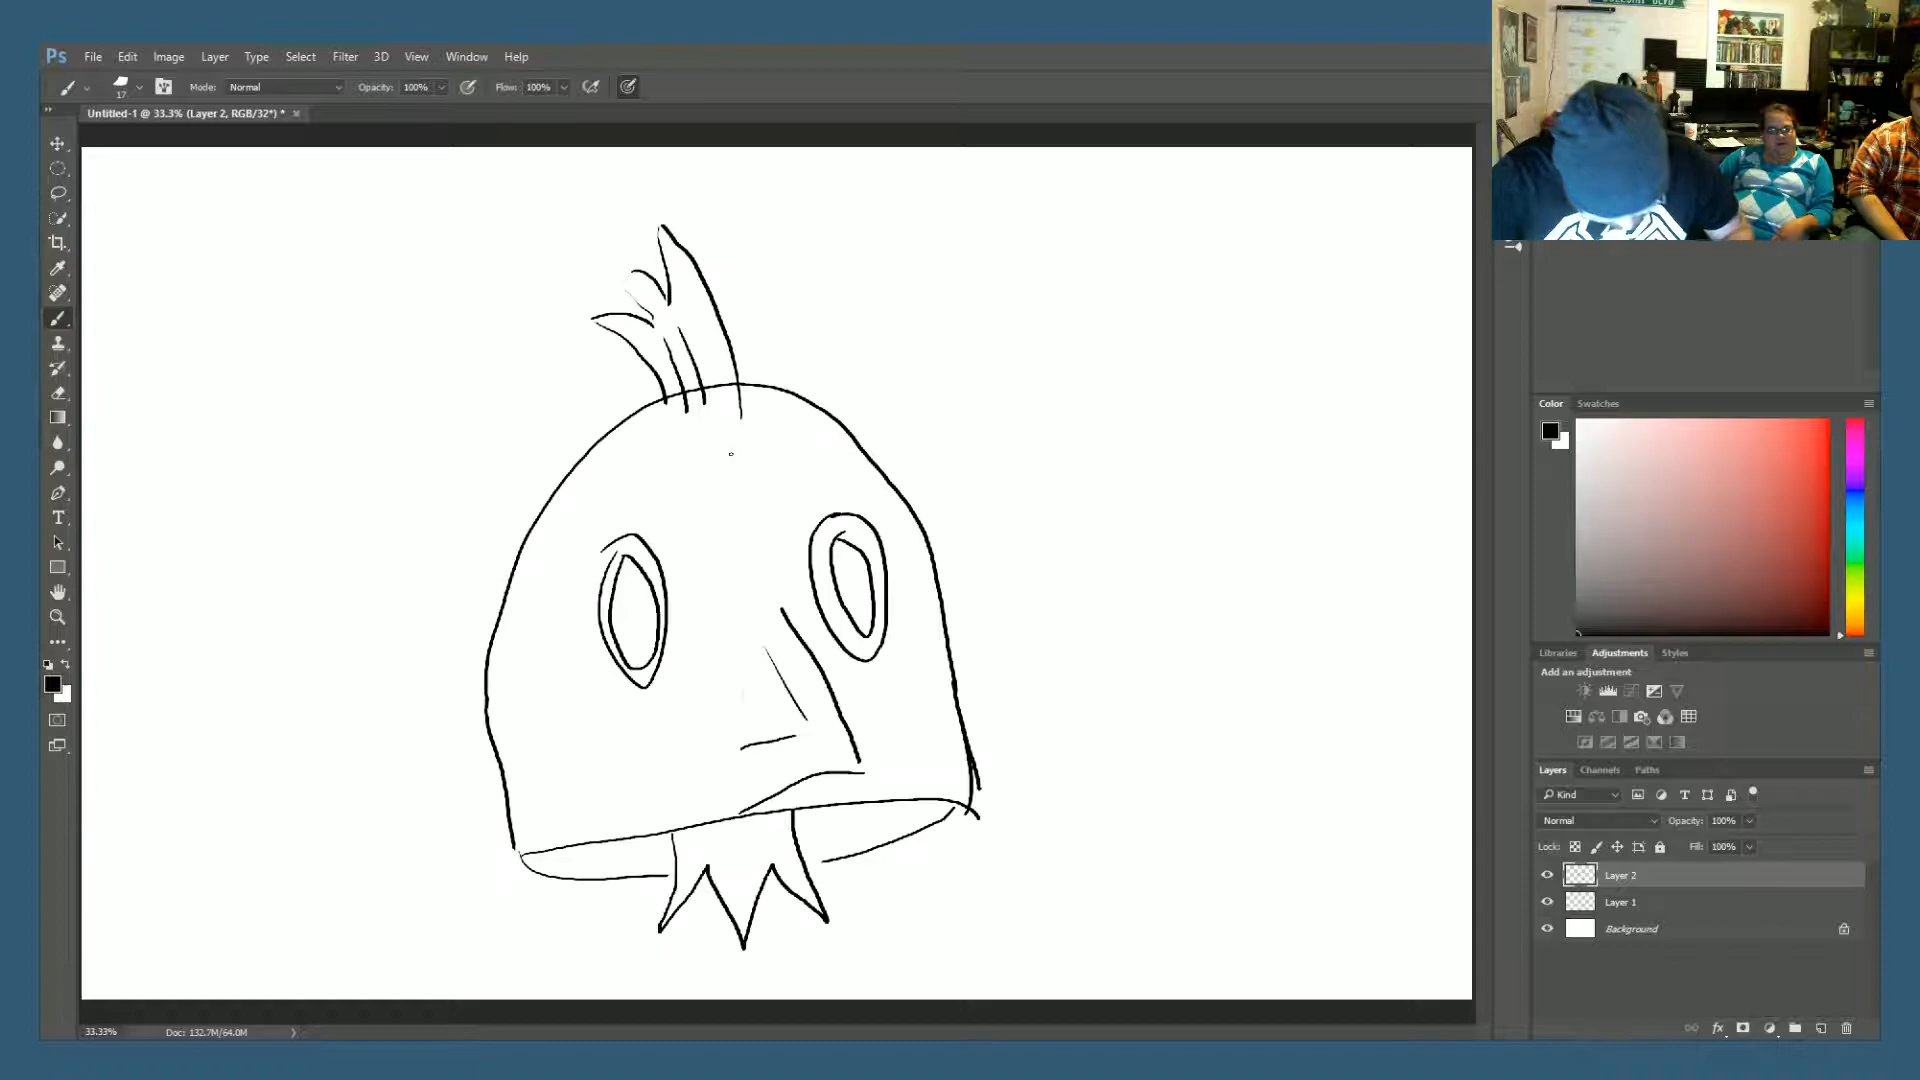 Ps File Edit Image Layer Type Select Filter 3D View Window Help
17 Mode: Normal Opacity: 100% Flow: 100%
Untitled-1 @ 33.3% (Layer 2, RGB/32*) *
Color Swatches
Libraries Adjustments Styles
Add an adjustment
Layers Channels Paths
Kind
Normal Opacity: 100%
Lock: Fill: 100%
Layer 2
Layer 1
Background
fx
33.33% Doc: 132.7M/64.0M